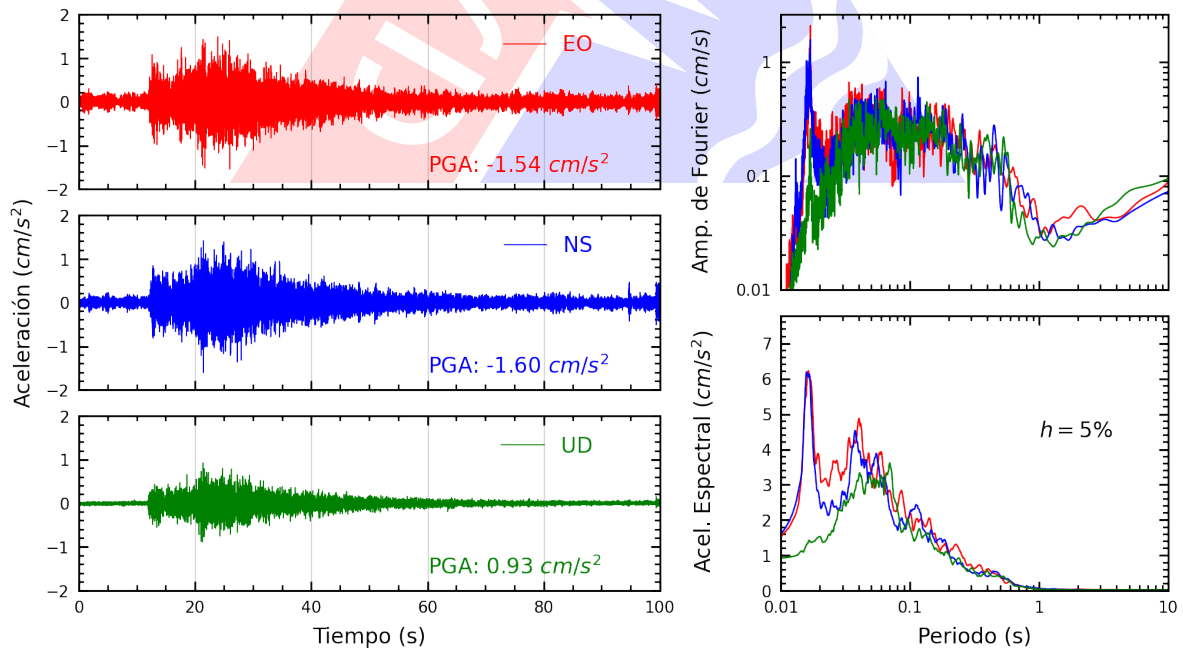 Aceleración (cm/s²)
2
1
0
−1
−2
EO
PGA: -1.54 cm/s²
2
1
0
−1
−2
NS
PGA: -1.60 cm/s²
2
1
0
−1
−2
UD
PGA: 0.93 cm/s²
0 20 40 60 80 100
Tiempo (s)
Amp. de Fourier (cm/s)
1
0.1
0.01
Acel. Espectral (cm/s²)
7
6
5
4
3
2
1
0
h = 5%
0.01 0.1 1 10
Periodo (s)